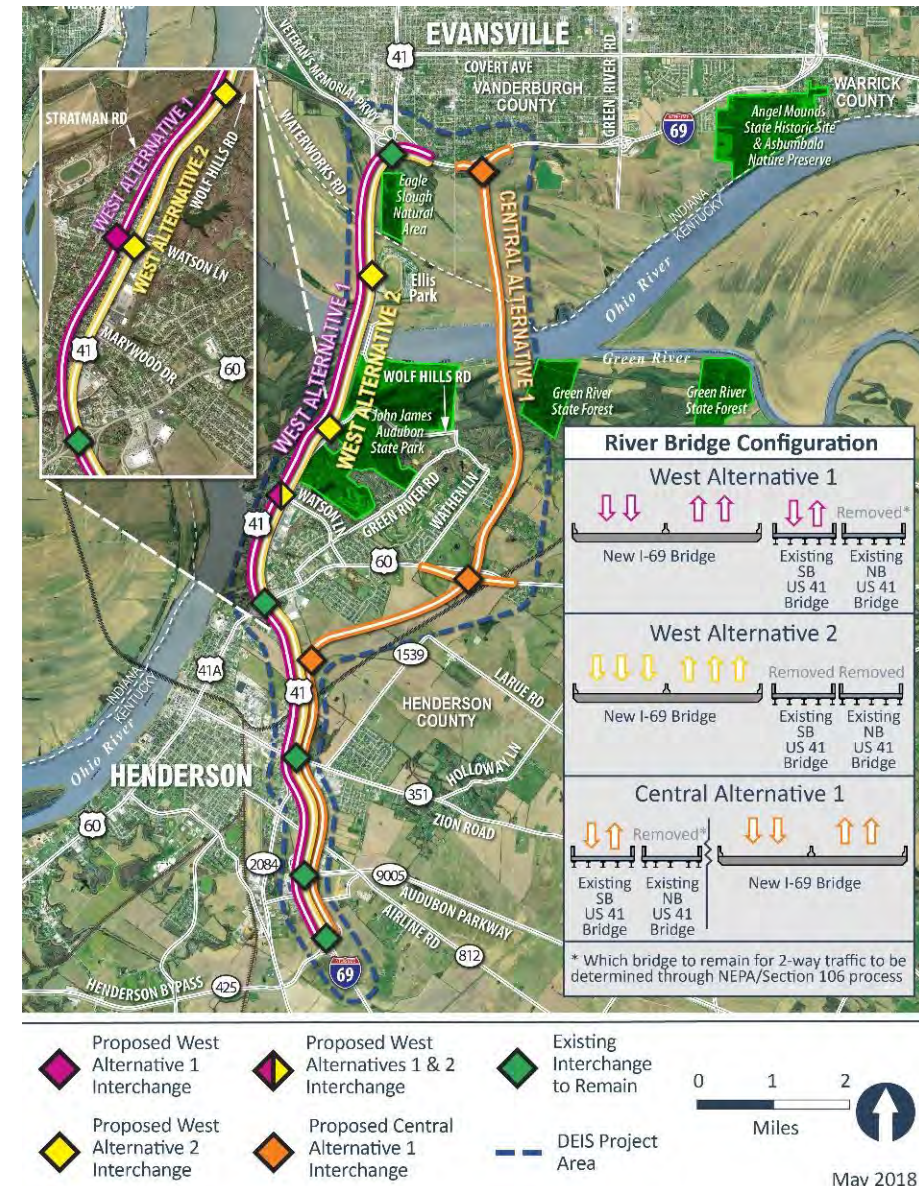 EVANSVILLE
41
COVERT AVE
VANDERBURGH
COUNTY
GREEN RIVER RD
WARRICK
COUNTY
69
VETERAN'S MEMORIAL PKWY
WATERWORKS RD
Angel Mounds
State Historic Site
& Ashumbala
Nature Preserve
INDIANA
KENTUCKY
Ohio River
Eagle
Slough
Natural
Area
CENTRAL ALTERNATIVE 1
Ellis
Park
WEST ALTERNATIVE 1
WEST ALTERNATIVE 2
STRATMAN RD
WEST ALTERNATIVE 1
WEST ALTERNATIVE 2
WOLF HILLS RD
WATSON LN
MARYWOOD DR
41
60
Green River
WOLF HILLS RD
John James
Audubon
State Park
Green River
State Forest
Green River
State Forest
WATSON LN
GREEN RIVER RD
WATHEN LN
41
60
41A
41
1539
LARUE RD
HENDERSON
COUNTY
HOLLOWAY LN
351
ZION ROAD
INDIANA
KENTUCKY
Ohio River
HENDERSON
60
2084
9005
AUDUBON PARKWAY
AIRLINE RD
812
HENDERSON BYPASS
425
69
River Bridge Configuration
West Alternative 1
Removed*
New I-69 Bridge
Existing
SB
US 41
Bridge
Existing
NB
US 41
Bridge
West Alternative 2
Removed Removed
New I-69 Bridge
Existing
SB
US 41
Bridge
Existing
NB
US 41
Bridge
Central Alternative 1
Removed*
Existing
SB
US 41
Bridge
Existing
NB
US 41
Bridge
New I-69 Bridge
* Which bridge to remain for 2-way traffic to be
determined through NEPA/Section 106 process
Proposed West
Alternative 1
Interchange
Proposed West
Alternatives 1 & 2
Interchange
Existing
Interchange
to Remain
Proposed West
Alternative 2
Interchange
Proposed Central
Alternative 1
Interchange
DEIS Project
Area
0 1 2
Miles
May 2018